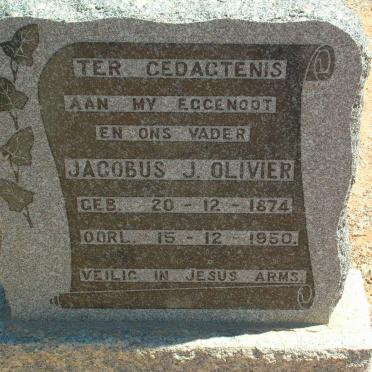 TER GEDAGTENIS
AAN MY EGGENOOT
EN ONS VADER
JACOBUS J. OLIVIER
GEB. 20 - 12 - 1874
OORL. 15 - 12 - 1950.
VEILIG IN JESUS ARMS.